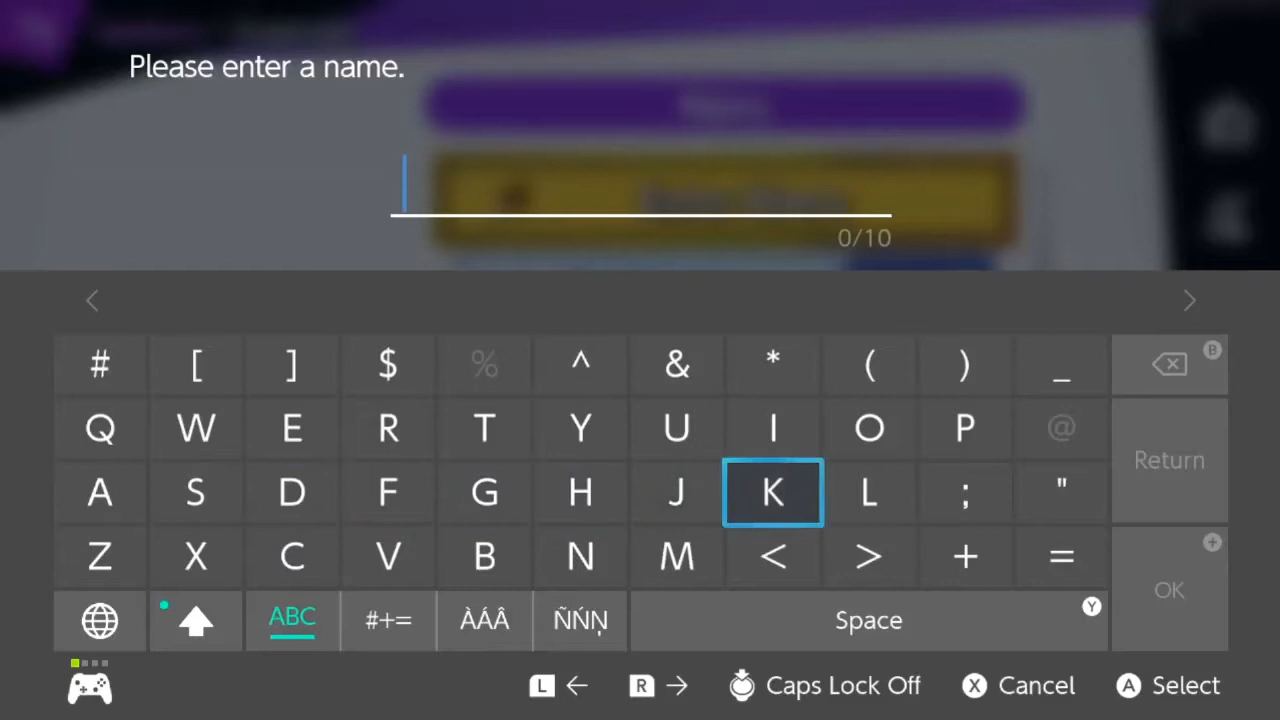 Please enter a name.
0/10
# [ ] $ % ^ & * ( ) _ B
Q W E R T Y U I O P @ Return
A S D F G H J K L ; "
Z X C V B N M < > + = OK
ABC #+= ÀÁÂ ÑŃŅ Space Y
L ← R → Caps Lock Off X Cancel A Select